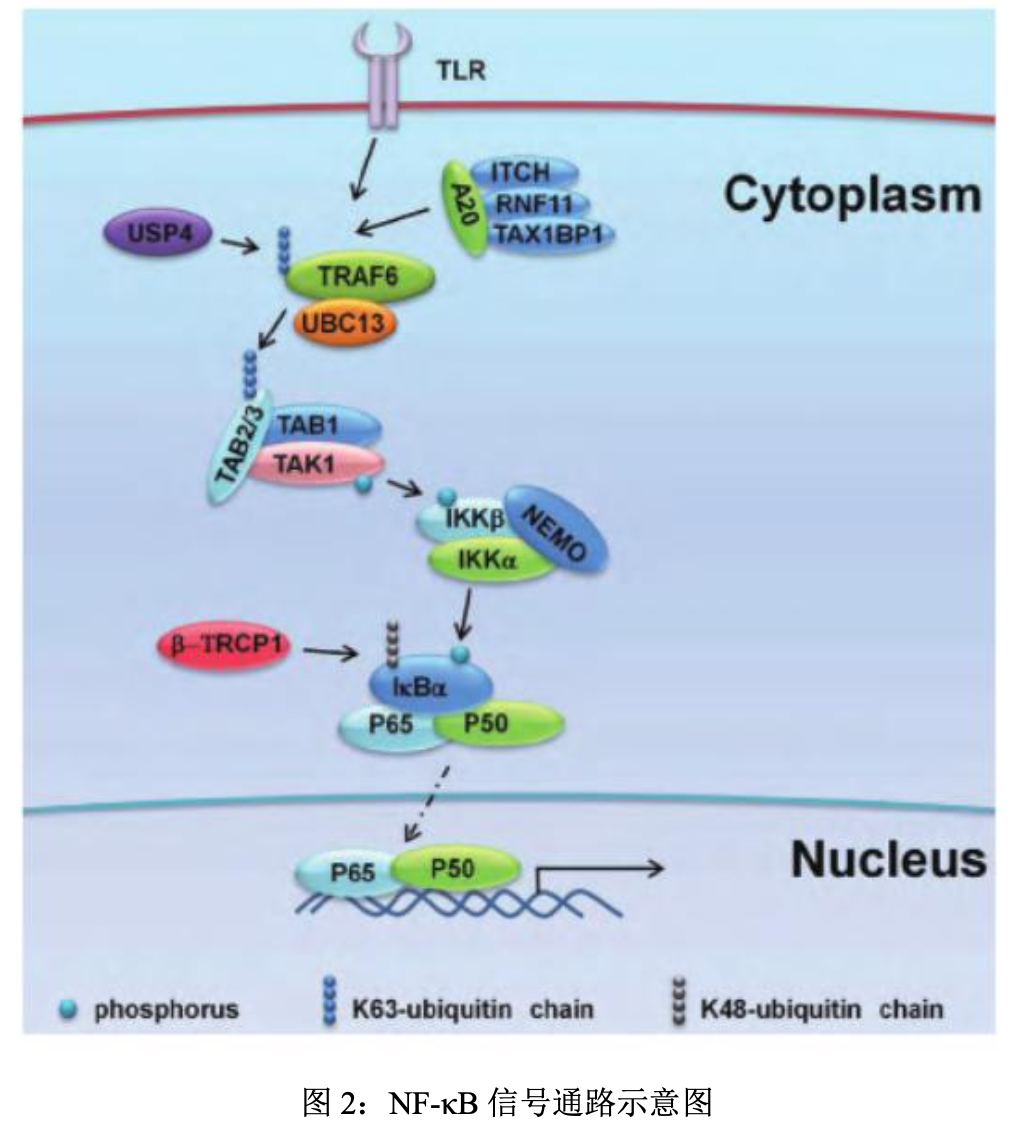 TLR
Cytoplasm
ITCH
A20
RNF11
TAX1BP1
USP4
TRAF6
UBC13
TAB2/3
TAB1
TAK1
IKKβ
NEMO
IKKα
β-TRCP1
IκBα
P65
P50
Nucleus
P65
P50
phosphorus
K63-ubiquitin chain
K48-ubiquitin chain
图 2：NF-κB 信号通路示意图